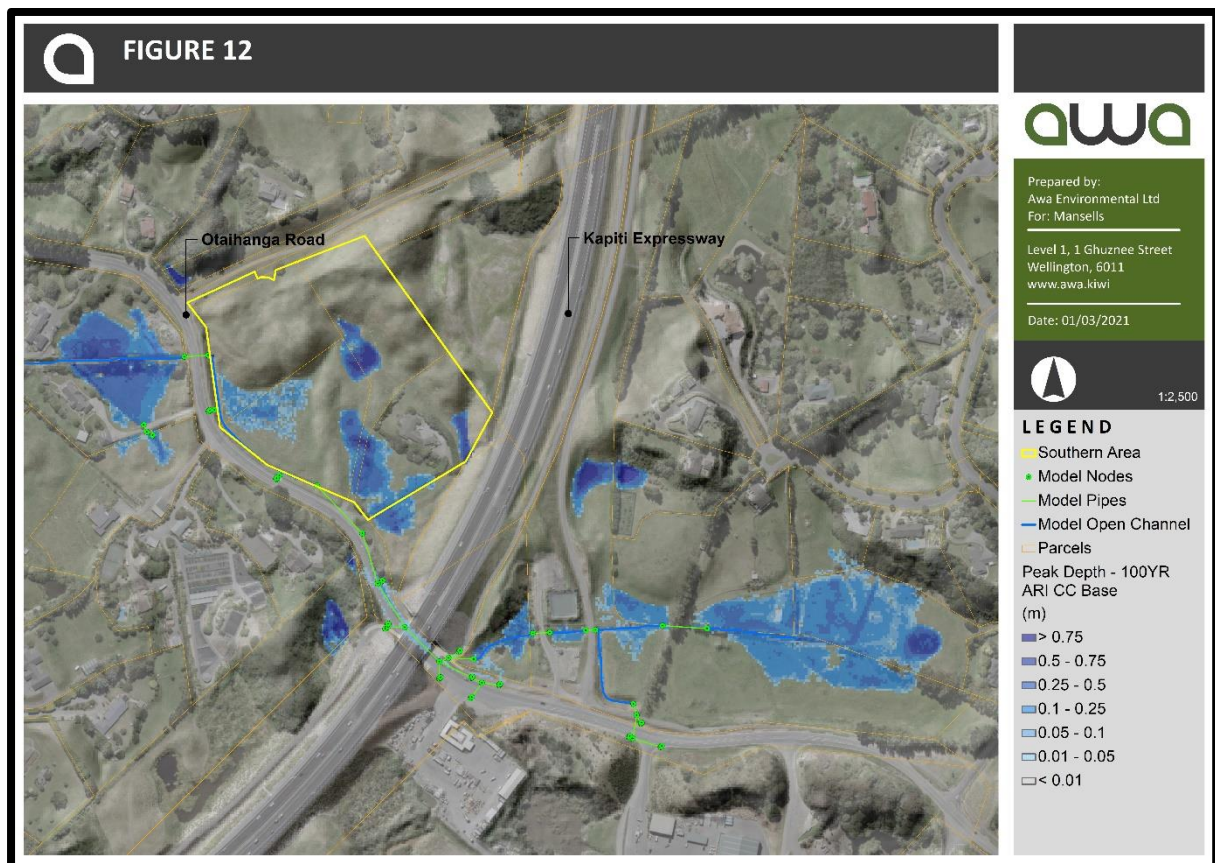 FIGURE 12
Otaihanga Road
Kapiti Expressway
awa
Prepared by:
Awa Environmental Ltd
For: Mansells
Level 1, 1 Ghuznee Street
Wellington, 6011
www.awa.kiwi
Date: 01/03/2021
1:2,500
LEGEND
Southern Area
Model Nodes
Model Pipes
Model Open Channel
Parcels
Peak Depth - 100YR
ARI CC Base
(m)
> 0.75
0.5 - 0.75
0.25 - 0.5
0.1 - 0.25
0.05 - 0.1
0.01 - 0.05
< 0.01